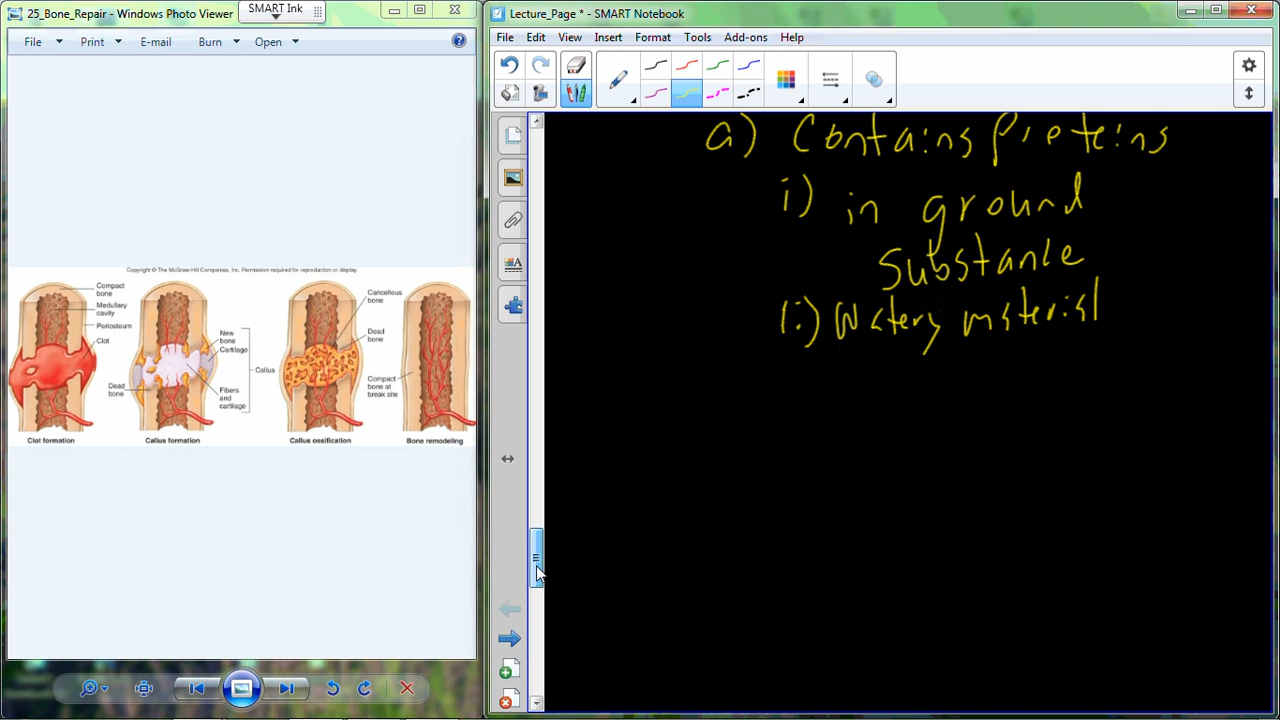 25_Bone_Repair - Windows Photo Viewer
SMART Ink
File Print E-mail Burn Open
Copyright © The McGraw-Hill Companies, Inc. Permission required for reproduction or display.
Compact
bone
Medullary
cavity
Periosteum
Clot
Clot formation
Dead
bone
New
bone
Cartilage
Callus
Fibers
and
cartilage
Callus formation
Cancellous
bone
Dead
bone
Compact
bone at
break site
Callus ossification
Bone remodeling
Lecture_Page * - SMART Notebook
File Edit View Insert Format Tools Add-ons Help
a) Contains Proteins
i) in ground
substance
1.) Watery material